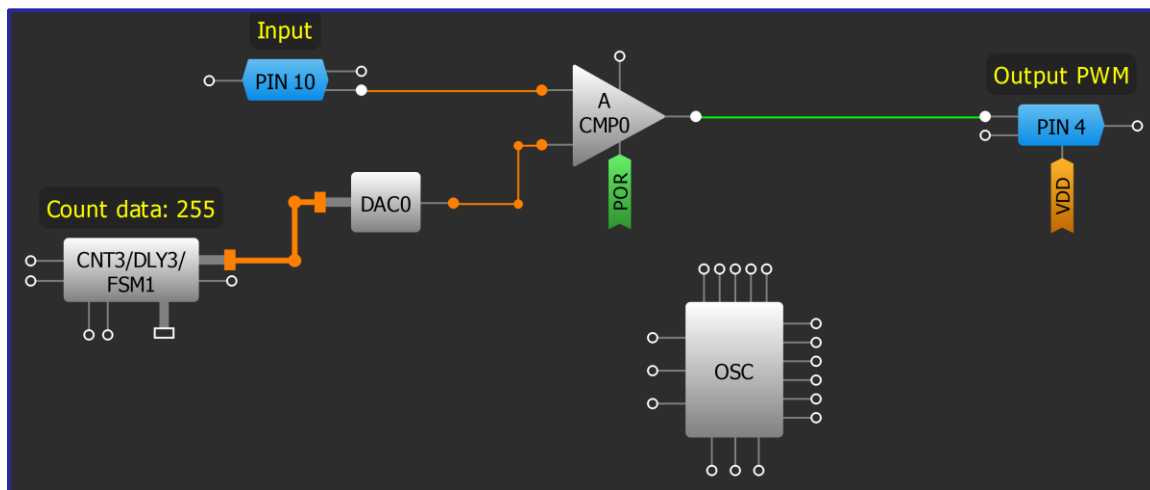 Input
PIN 10
A
CMP0
Output PWM
PIN 4
POR
VDD
DAC0
Count data: 255
CNT3/DLY3/
FSM1
OSC